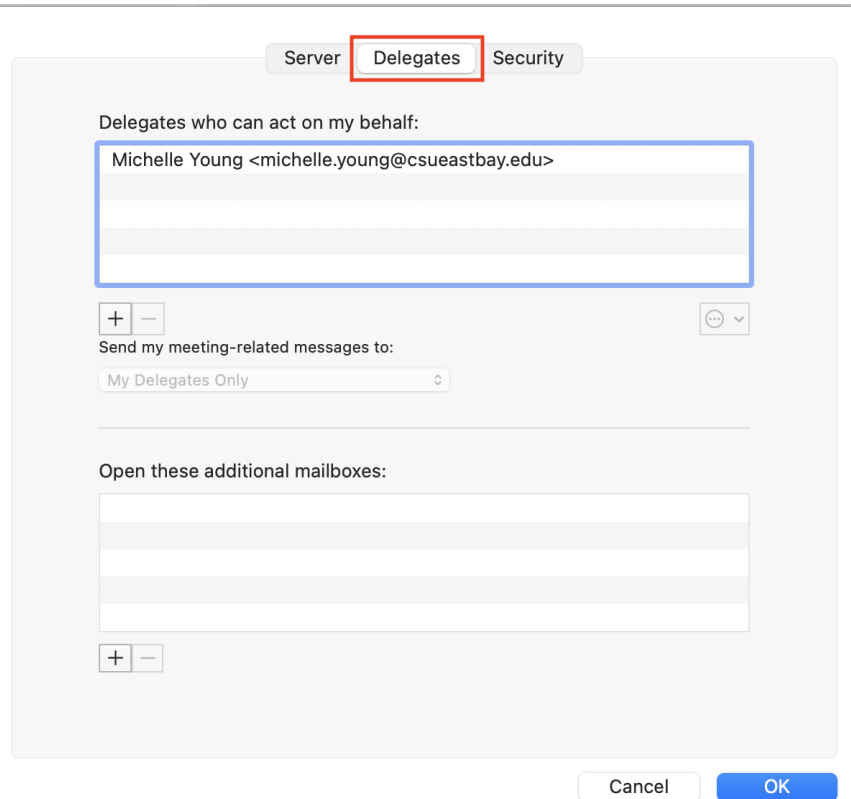 Server Delegates Security
Delegates who can act on my behalf:
Michelle Young <michelle.young@csueastbay.edu>
+ −
Send my meeting-related messages to:
My Delegates Only
Open these additional mailboxes:
+ −
Cancel OK